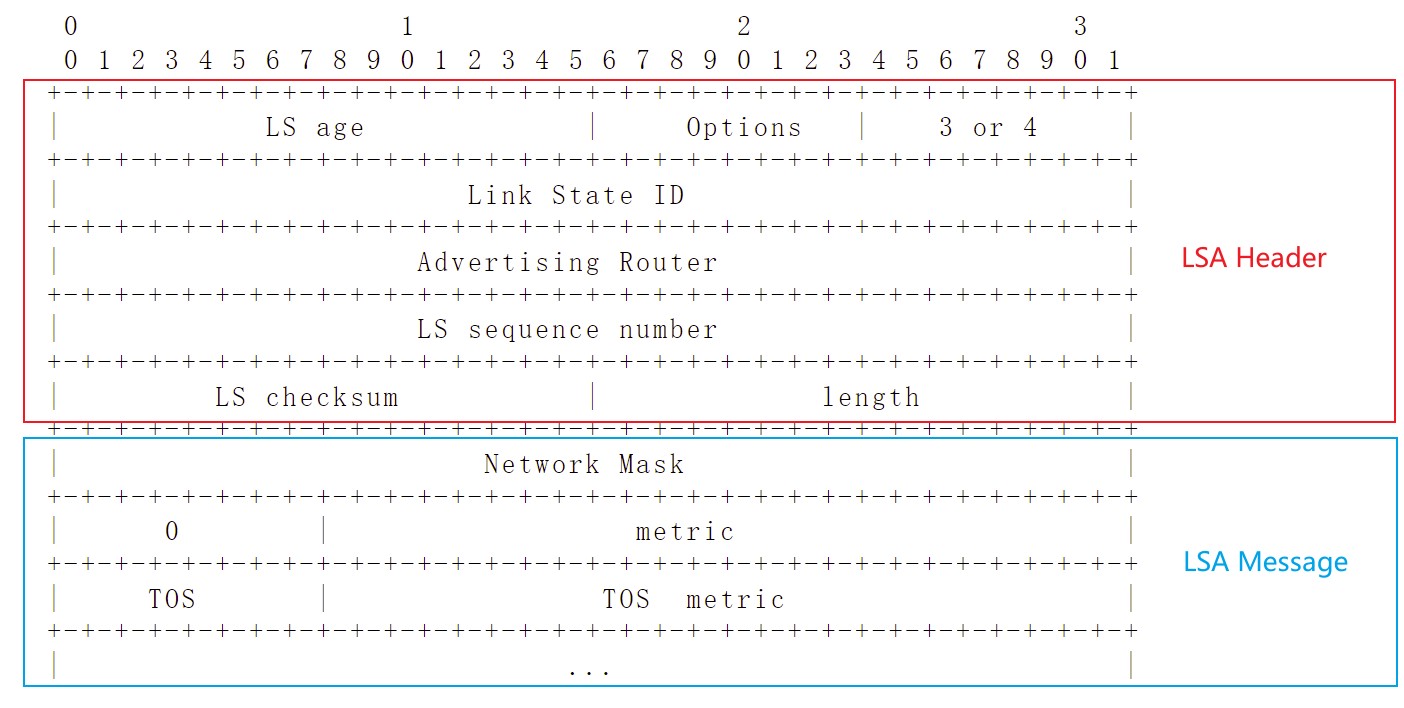 0                   1                   2                   3
0 1 2 3 4 5 6 7 8 9 0 1 2 3 4 5 6 7 8 9 0 1 2 3 4 5 6 7 8 9 0 1
+-+-+-+-+-+-+-+-+-+-+-+-+-+-+-+-+-+-+-+-+-+-+-+-+-+-+-+-+-+-+-+-+
| LS age | Options | 3 or 4 |
+-+-+-+-+-+-+-+-+-+-+-+-+-+-+-+-+-+-+-+-+-+-+-+-+-+-+-+-+-+-+-+-+
| Link State ID |
+-+-+-+-+-+-+-+-+-+-+-+-+-+-+-+-+-+-+-+-+-+-+-+-+-+-+-+-+-+-+-+-+
| Advertising Router |
LSA Header
+-+-+-+-+-+-+-+-+-+-+-+-+-+-+-+-+-+-+-+-+-+-+-+-+-+-+-+-+-+-+-+-+
| LS sequence number |
+-+-+-+-+-+-+-+-+-+-+-+-+-+-+-+-+-+-+-+-+-+-+-+-+-+-+-+-+-+-+-+-+
| LS checksum | length |
+-+-+-+-+-+-+-+-+-+-+-+-+-+-+-+-+-+-+-+-+-+-+-+-+-+-+-+-+-+-+-+-+
| Network Mask |
+-+-+-+-+-+-+-+-+-+-+-+-+-+-+-+-+-+-+-+-+-+-+-+-+-+-+-+-+-+-+-+-+
| 0 | metric |
+-+-+-+-+-+-+-+-+-+-+-+-+-+-+-+-+-+-+-+-+-+-+-+-+-+-+-+-+-+-+-+-+
LSA Message
| TOS | TOS  metric |
+-+-+-+-+-+-+-+-+-+-+-+-+-+-+-+-+-+-+-+-+-+-+-+-+-+-+-+-+-+-+-+-+
| ... |